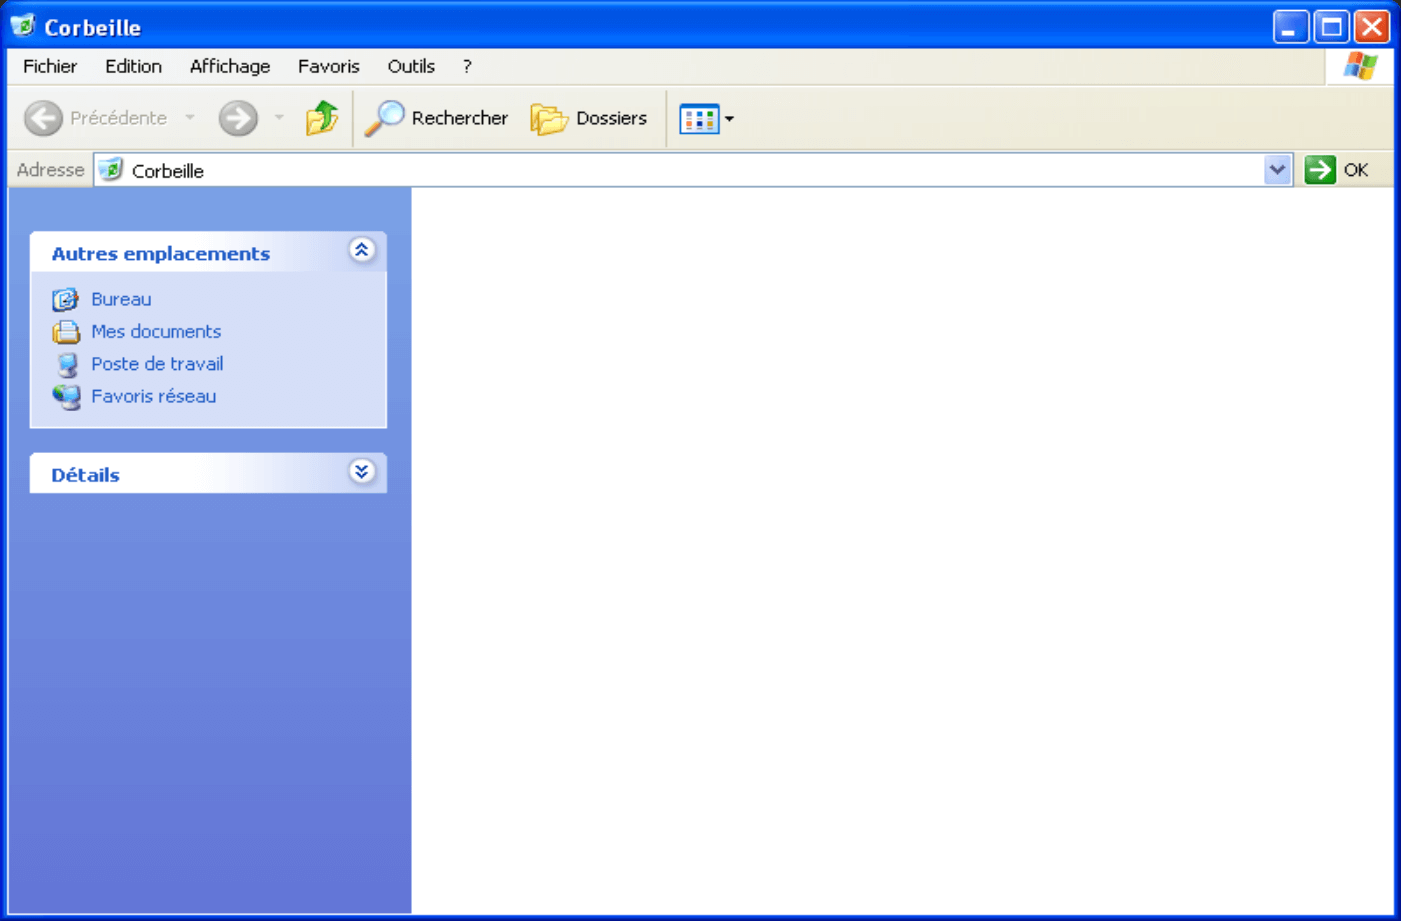 Corbeille
Fichier Edition Affichage Favoris Outils ?
Précédente Rechercher Dossiers
Adresse Corbeille OK
Autres emplacements
Bureau
Mes documents
Poste de travail
Favoris réseau
Détails